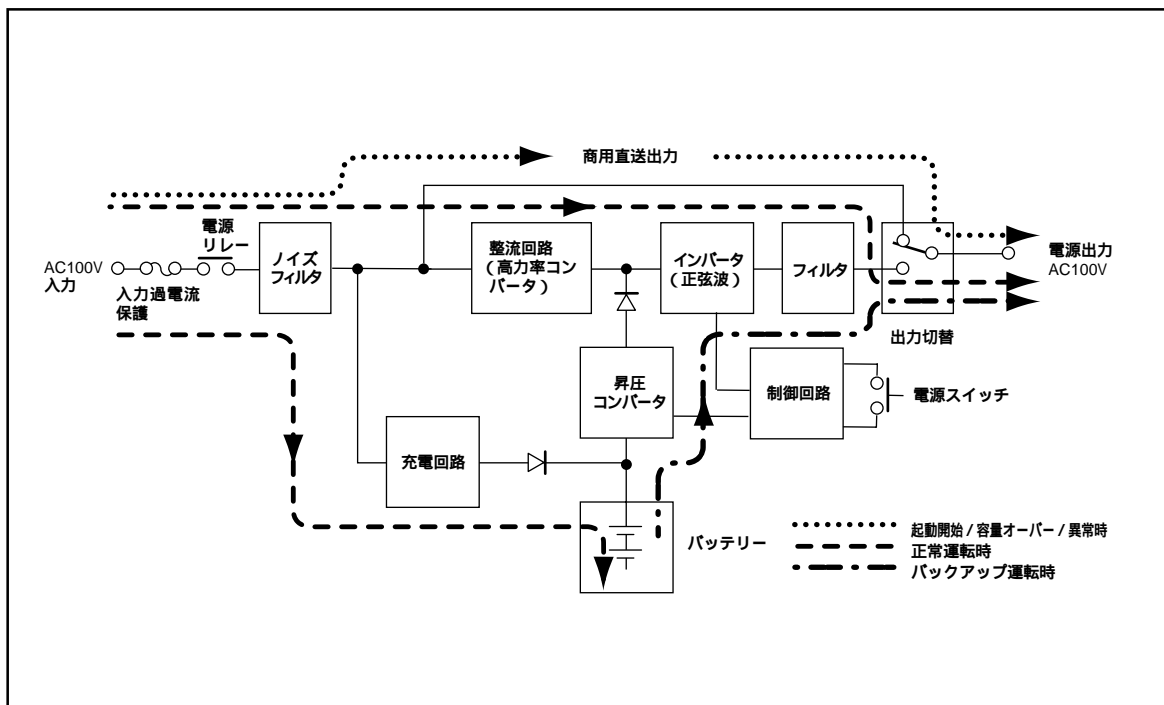 商用直送出力
電源
リレー
ノイズ
フィルタ
整流回路
(高力率コン
バータ)
インバータ
(正弦波)
フィルタ
電源出力
AC100V
AC100V
入力
入力過電流
保護
出力切替
昇圧
コンバータ
制御回路
電源スイッチ
充電回路
バッテリー
起動開始/容量オーバー/異常時
正常運転時
バックアップ運転時